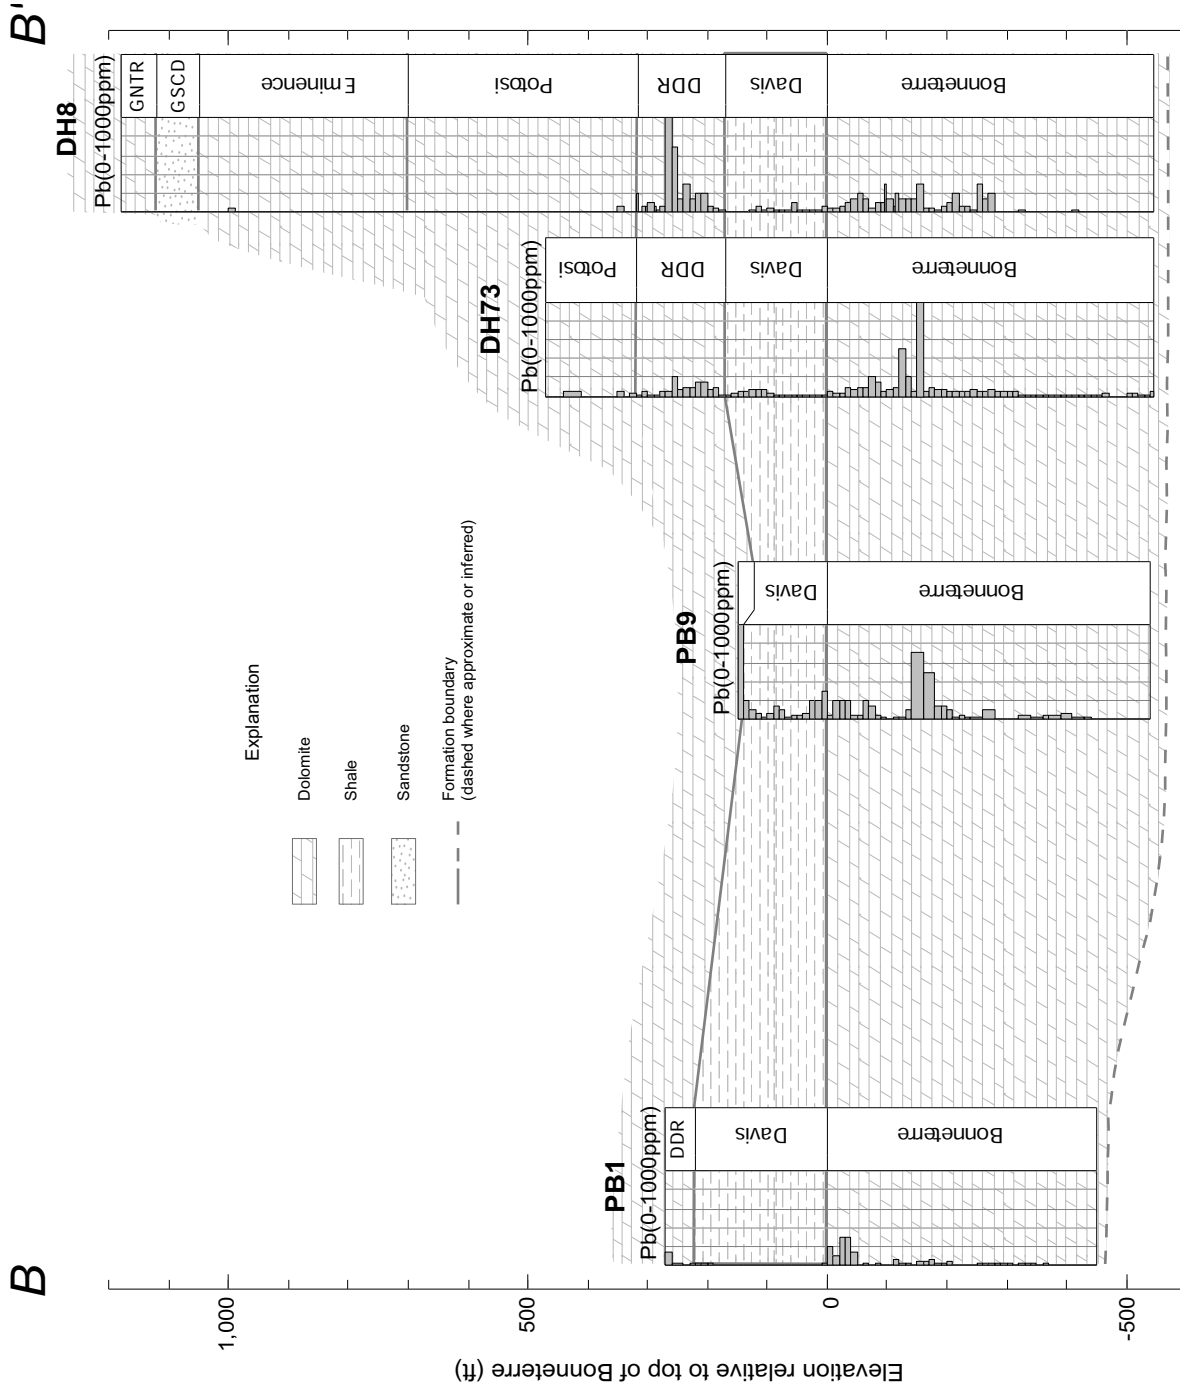 B
B'
DH8
Pb(0-1000ppm)
GNTR
GSCD
Eminence
Potosi
DDR
Davis
Bonneterre
DH73
Pb(0-1000ppm)
Potosi
DDR
Davis
Bonneterre
PB9
Pb(0-1000ppm)
Davis
Bonneterre
PB1
Pb(0-1000ppm)
DDR
Davis
Bonneterre
Explanation
Dolomite
Shale
Sandstone
Formation boundary
(dashed where approximate or inferred)
1,000
500
0
-500
Elevation relative to top of Bonneterre (ft)